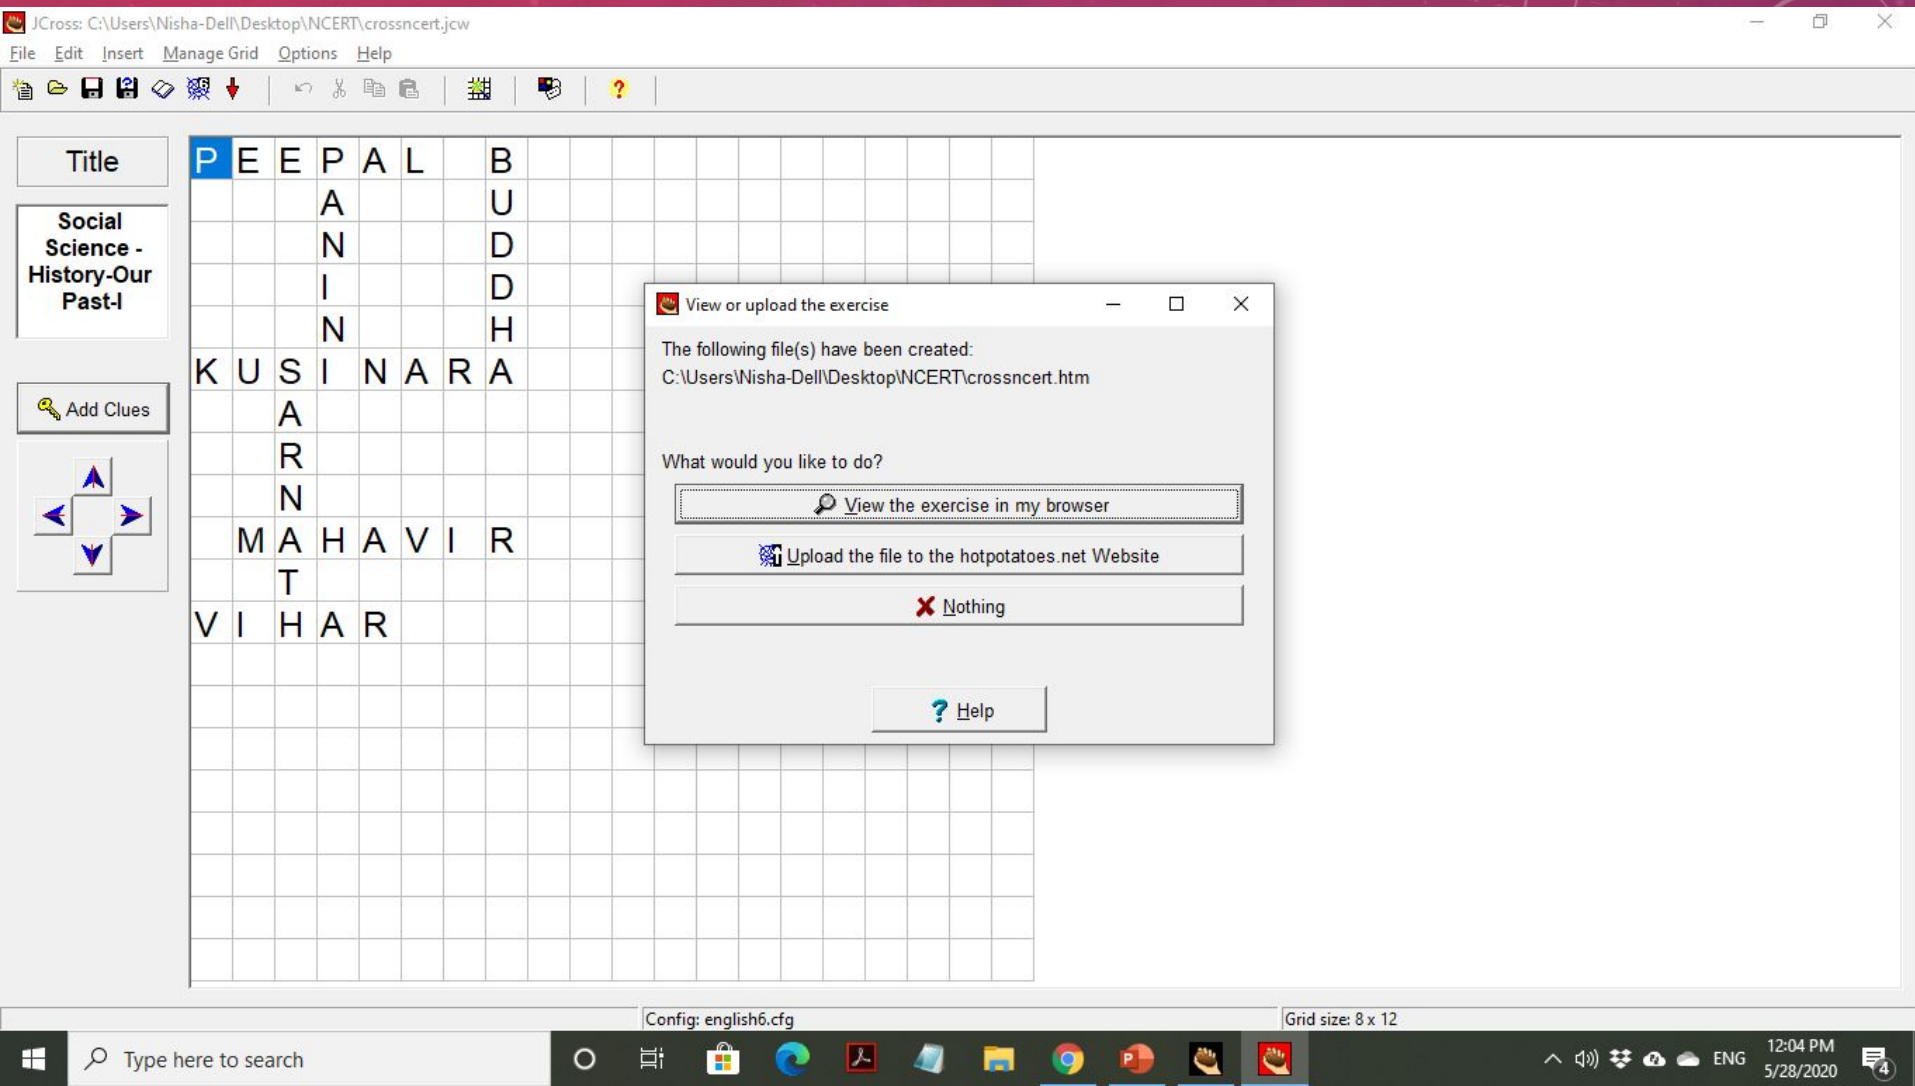 JCross: C:\Users\Nisha-Dell\Desktop\NCERT\crossncert.jcw
File Edit Insert Manage Grid Options Help
Title
Social
Science -
History-Our
Past-I
Add Clues
P E E P A L B
A U
N D
I D
N H
K U S I N A R A
A
R
N
M A H A V I R
T
V I H A R
View or upload the exercise
The following file(s) have been created:
C:\Users\Nisha-Dell\Desktop\NCERT\crossncert.htm
What would you like to do?
View the exercise in my browser
Upload the file to the hotpotatoes.net Website
Nothing
? Help
Config: english6.cfg
Grid size: 8 x 12
Type here to search
ENG
12:04 PM
5/28/2020
4